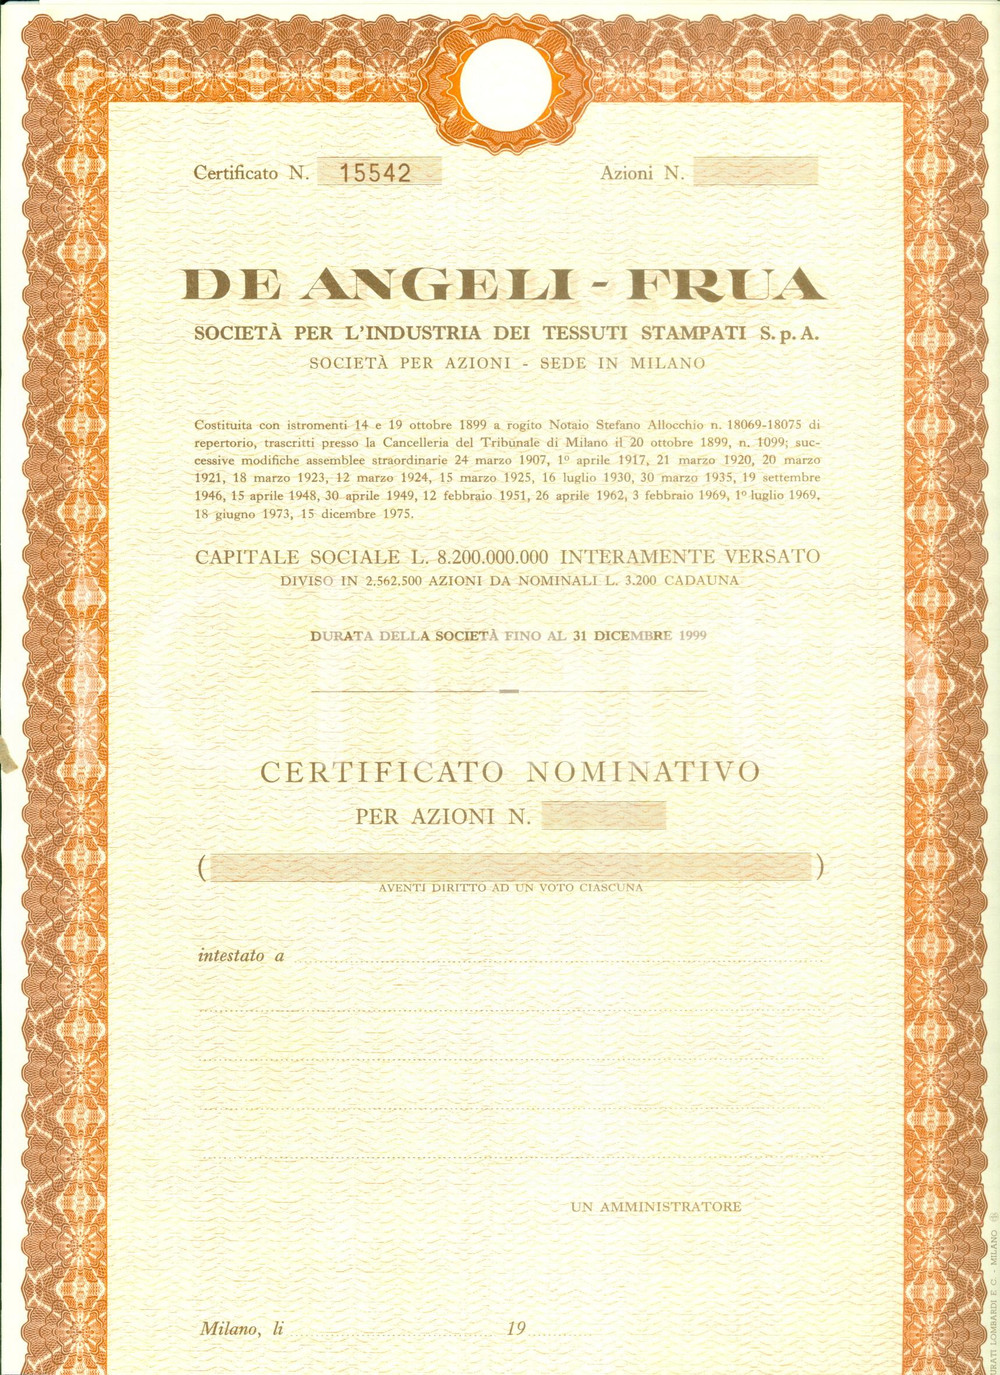 Certificato N. 15542 Azioni N.
DE ANGELI - FRUA
SOCIETÀ PER L'INDUSTRIA DEI TESSUTI STAMPATI S.p.A.
SOCIETÀ PER AZIONI - SEDE IN MILANO
Costituita con istromenti 14 e 19 ottobre 1899 a rogito Notaio Stefano Allocchio n. 18069-18075 di
repertorio, trascritti presso la Cancelleria del Tribunale di Milano il 20 ottobre 1899, n. 1099; suc-
cessive modifiche assemblee straordinarie 24 marzo 1907, 1º aprile 1917, 21 marzo 1920, 20 marzo
1921, 18 marzo 1923, 12 marzo 1924, 15 marzo 1925, 16 luglio 1930, 30 marzo 1935, 19 settembre
1946, 15 aprile 1948, 30 aprile 1949, 12 febbraio 1951, 26 aprile 1962, 3 febbraio 1969, 1º luglio 1969,
18 giugno 1973, 15 dicembre 1975.
CAPITALE SOCIALE L. 8.200.000.000 INTERAMENTE VERSATO
DIVISO IN 2.562.500 AZIONI DA NOMINALI L. 3.200 CADAUNA
DURATA DELLA SOCIETÀ FINO AL 31 DICEMBRE 1999
CERTIFICATO NOMINATIVO
PER AZIONI N.
( )
AVENTI DIRITTO AD UN VOTO CIASCUNA
intestato a
UN AMMINISTRATORE
Milano, li 19
LOMBARDI E C. - MILANO